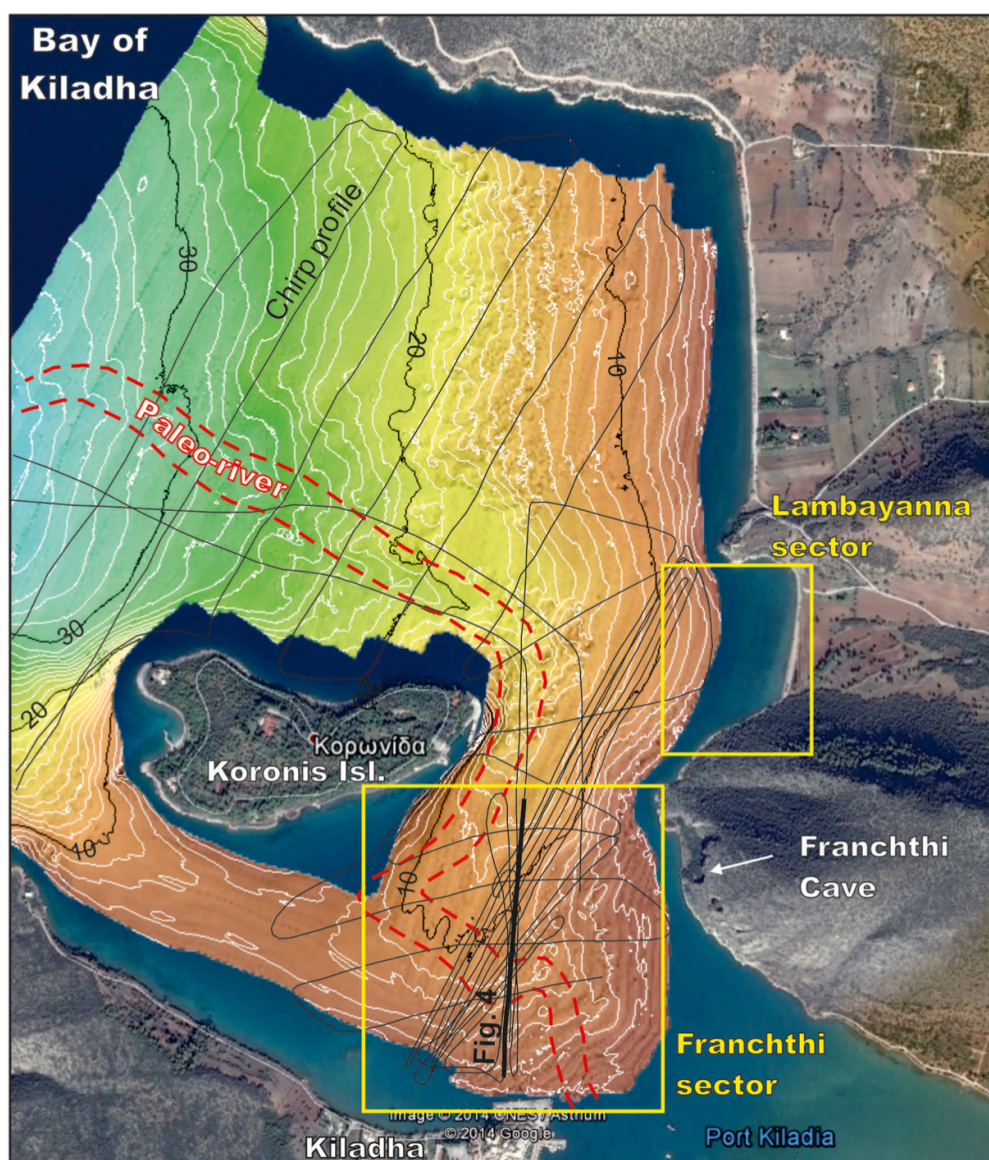 Bay of
Kiladha
30
Chirp profile
20
10
Paleo-river
Lambayanna
sector
30
20
Κορωνίδα
Koronis Isl.
10
10
Franchthi
Cave
Fig. 4
Franchthi
sector
Image © 2014 CNES / Astrium
© 2014 Google
Kiladha
Port Kiladia